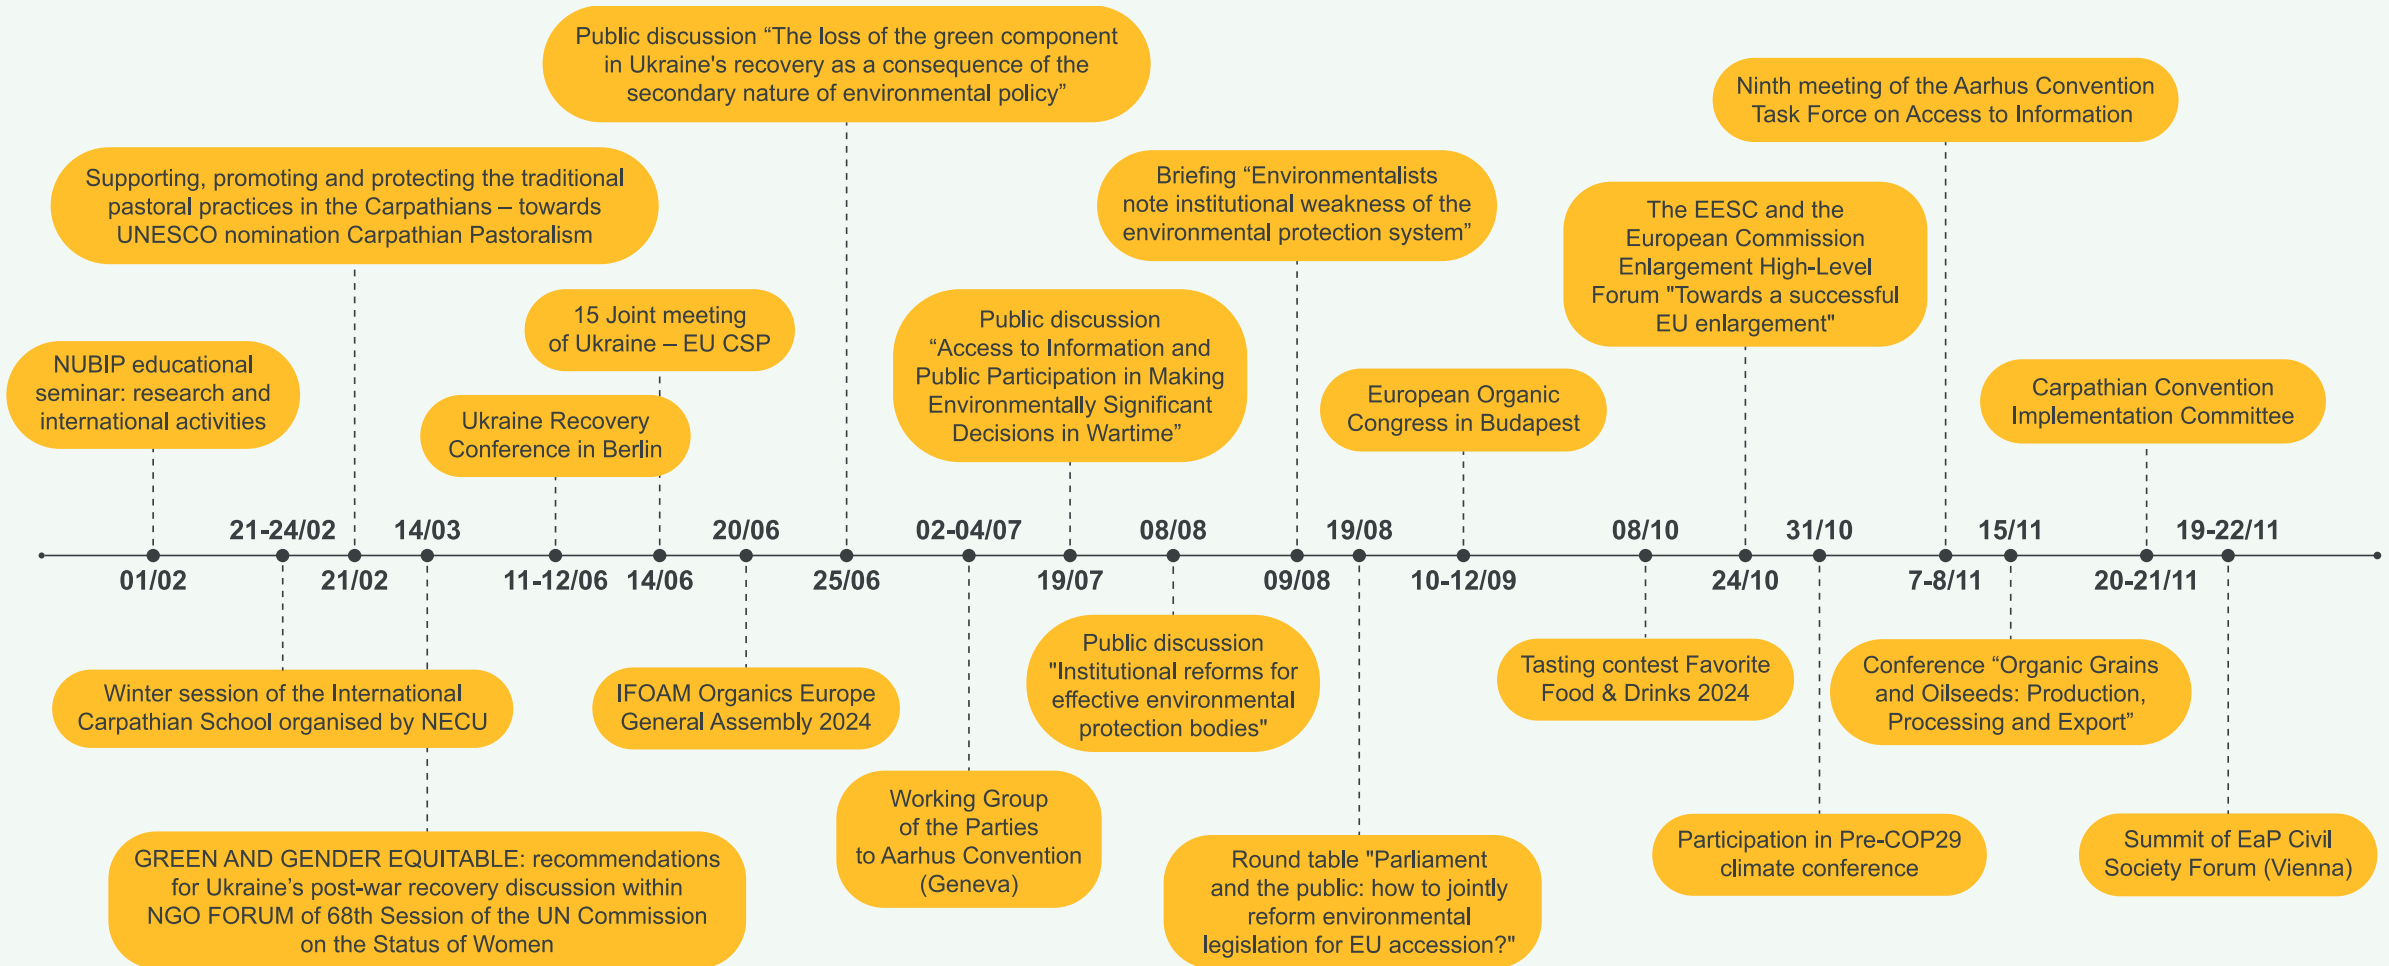 Public discussion “The loss of the green component
in Ukraine's recovery as a consequence of the
secondary nature of environmental policy”
Ninth meeting of the Aarhus Convention
Task Force on Access to Information
Supporting, promoting and protecting the traditional
pastoral practices in the Carpathians – towards
UNESCO nomination Carpathian Pastoralism
Briefing “Environmentalists
note institutional weakness of the
environmental protection system”
The EESC and the
European Commission
Enlargement High-Level
Forum "Towards a successful
EU enlargement"
15 Joint meeting
of Ukraine – EU CSP
Public discussion
“Access to Information and
Public Participation in Making
Environmentally Significant
Decisions in Wartime”
NUBIP educational
seminar: research and
international activities
Ukraine Recovery
Conference in Berlin
European Organic
Congress in Budapest
Carpathian Convention
Implementation Committee
21-24/02
14/03
20/06
02-04/07
08/08
19/08
08/10
31/10
15/11
19-22/11
01/02
21/02
11-12/06
14/06
25/06
19/07
09/08
10-12/09
24/10
7-8/11
20-21/11
Winter session of the International
Carpathian School organised by NECU
IFOAM Organics Europe
General Assembly 2024
Public discussion
"Institutional reforms for
effective environmental
protection bodies"
Tasting contest Favorite
Food & Drinks 2024
Conference “Organic Grains
and Oilseeds: Production,
Processing and Export”
GREEN AND GENDER EQUITABLE: recommendations
for Ukraine’s post-war recovery discussion within
NGO FORUM of 68th Session of the UN Commission
on the Status of Women
Working Group
of the Parties
to Aarhus Convention
(Geneva)
Round table "Parliament
and the public: how to jointly
reform environmental
legislation for EU accession?"
Participation in Pre-COP29
climate conference
Summit of EaP Civil
Society Forum (Vienna)